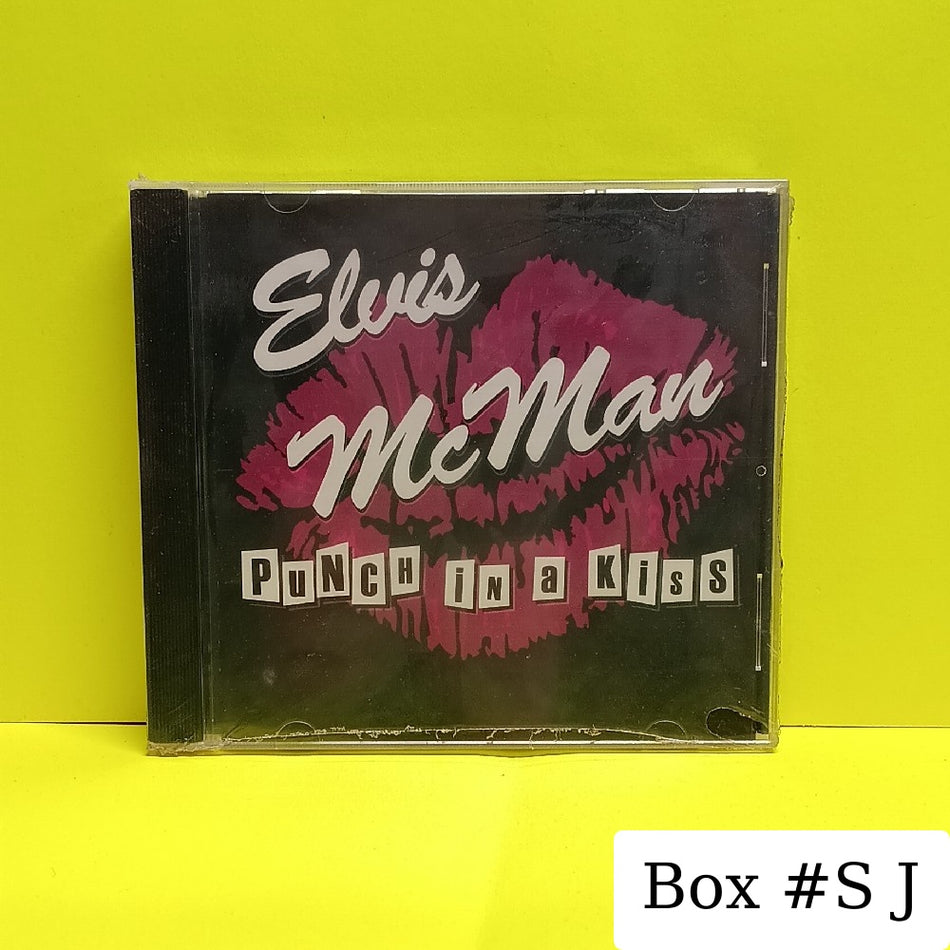 Elvis
McMan
PUNCH iN a KiSS
Box #S J